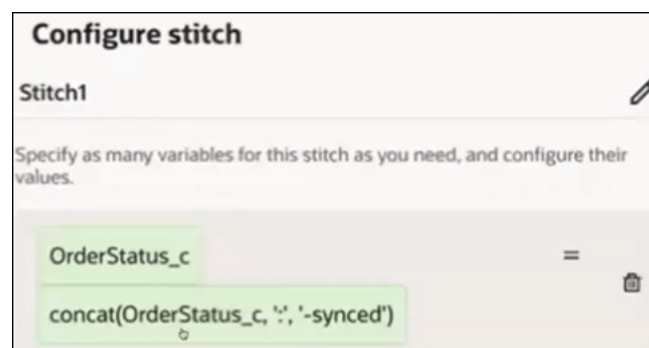 Configure stitch
Stitch1
Specify as many variables for this stitch as you need, and configure their
values.
OrderStatus_c
=
concat(OrderStatus_c, ':', '-synced')